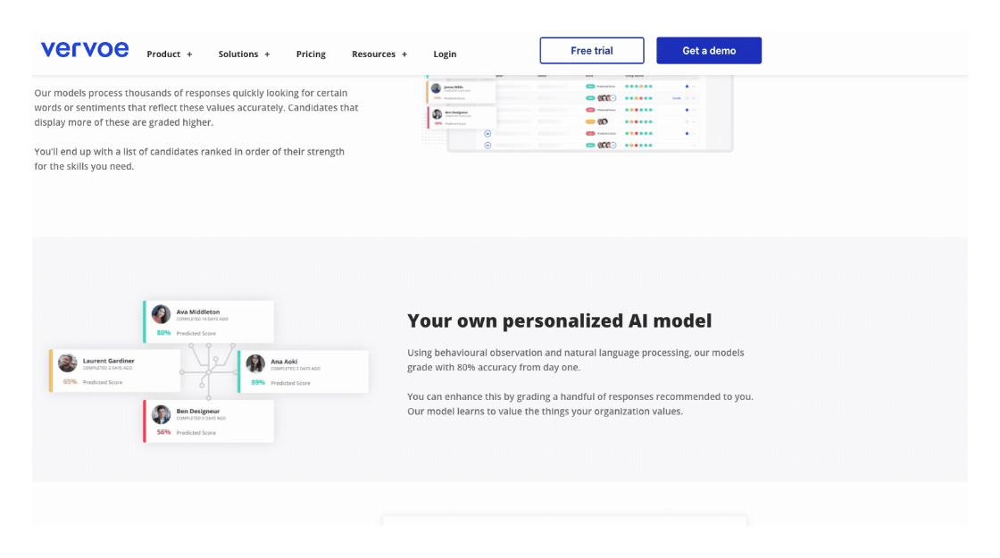 vervoe
Product +
Solutions +
Pricing
Resources +
Login
Free trial
Get a demo
Our models process thousands of responses quickly looking for certain
words or sentiments that reflect these values accurately. Candidates that
display more of these are graded higher.
You'll end up with a list of candidates ranked in order of their strength
for the skills you need.
James Willis
Predicted Score
Ben Designeur
Predicted Score
Predicted Score
Predicted Score
Predicted Score
Ava Middleton
COMPLETED 19 DAYS AGO
80% Predicted Score
Laurent Gardiner
COMPLETED 2 DAYS AGO
65% Predicted Score
Ana Aoki
COMPLETED 3 DAYS AGO
89% Predicted Score
Ben Designeur
COMPLETED 9 DAYS AGO
56% Predicted Score
Your own personalized AI model
Using behavioural observation and natural language processing, our models
grade with 80% accuracy from day one.
You can enhance this by grading a handful of responses recommended to you.
Our model learns to value the things your organization values.